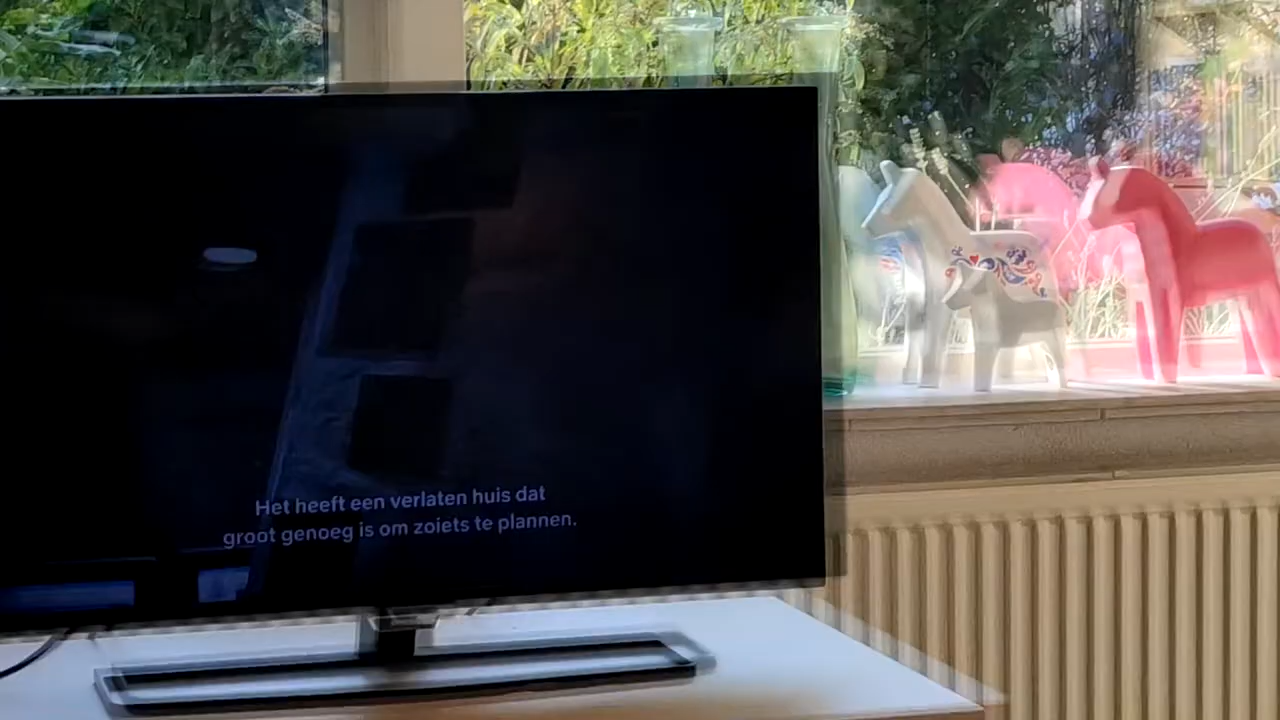 Het heeft een verlaten huis dat
groot genoeg is om zoiets te plannen.